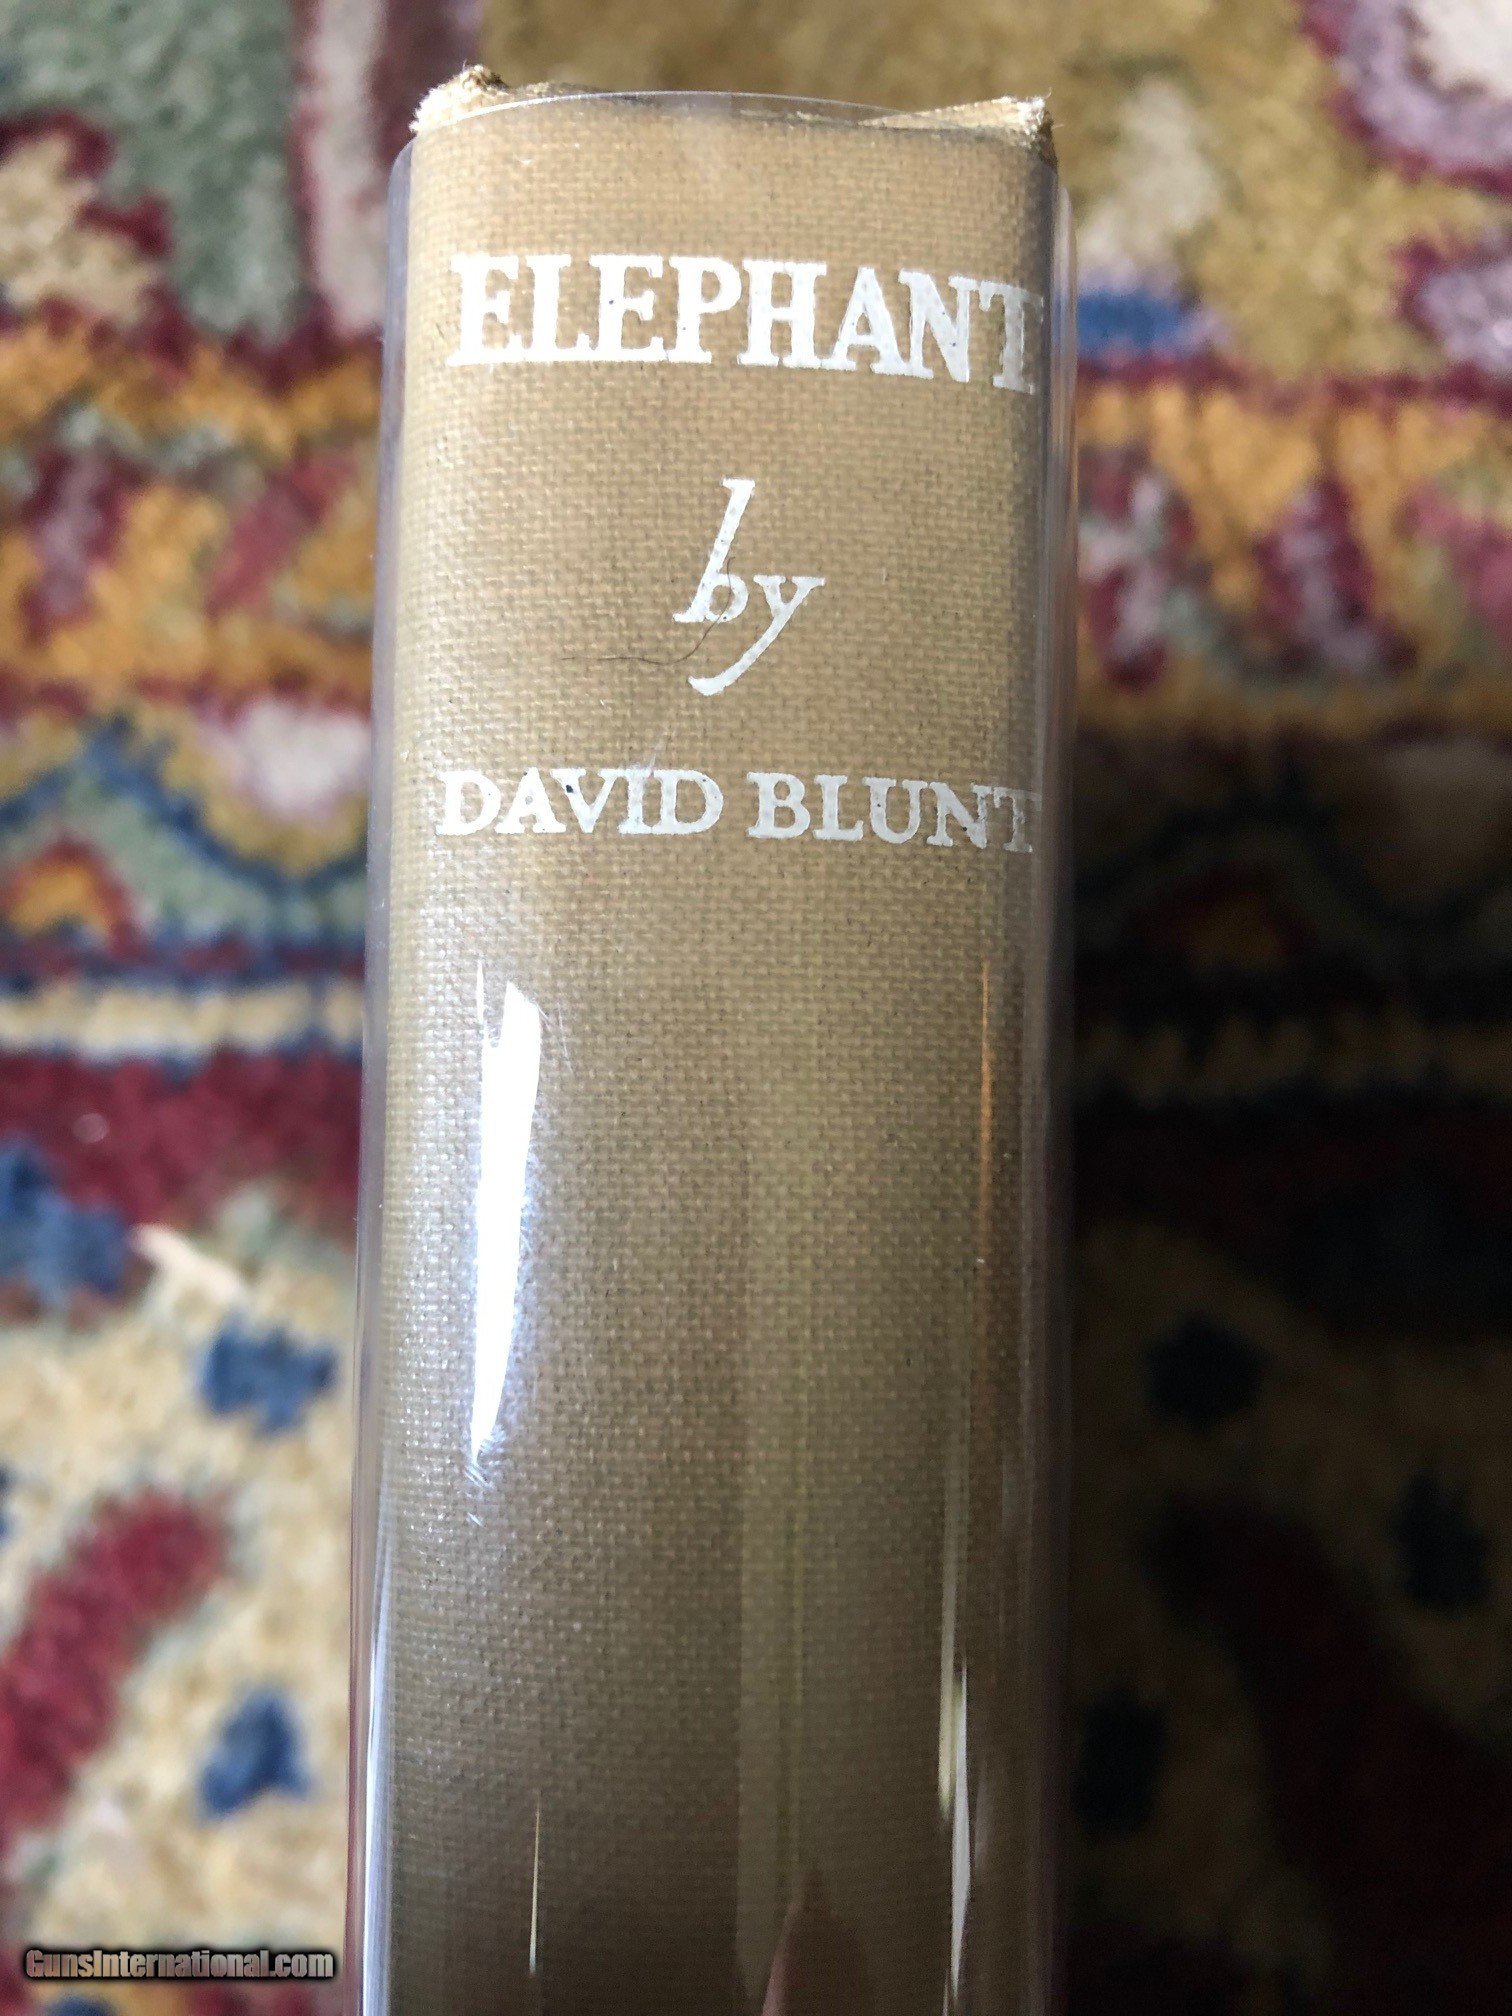 ELEPHANT
by
DAVID BLUNT
GunsInternational.com